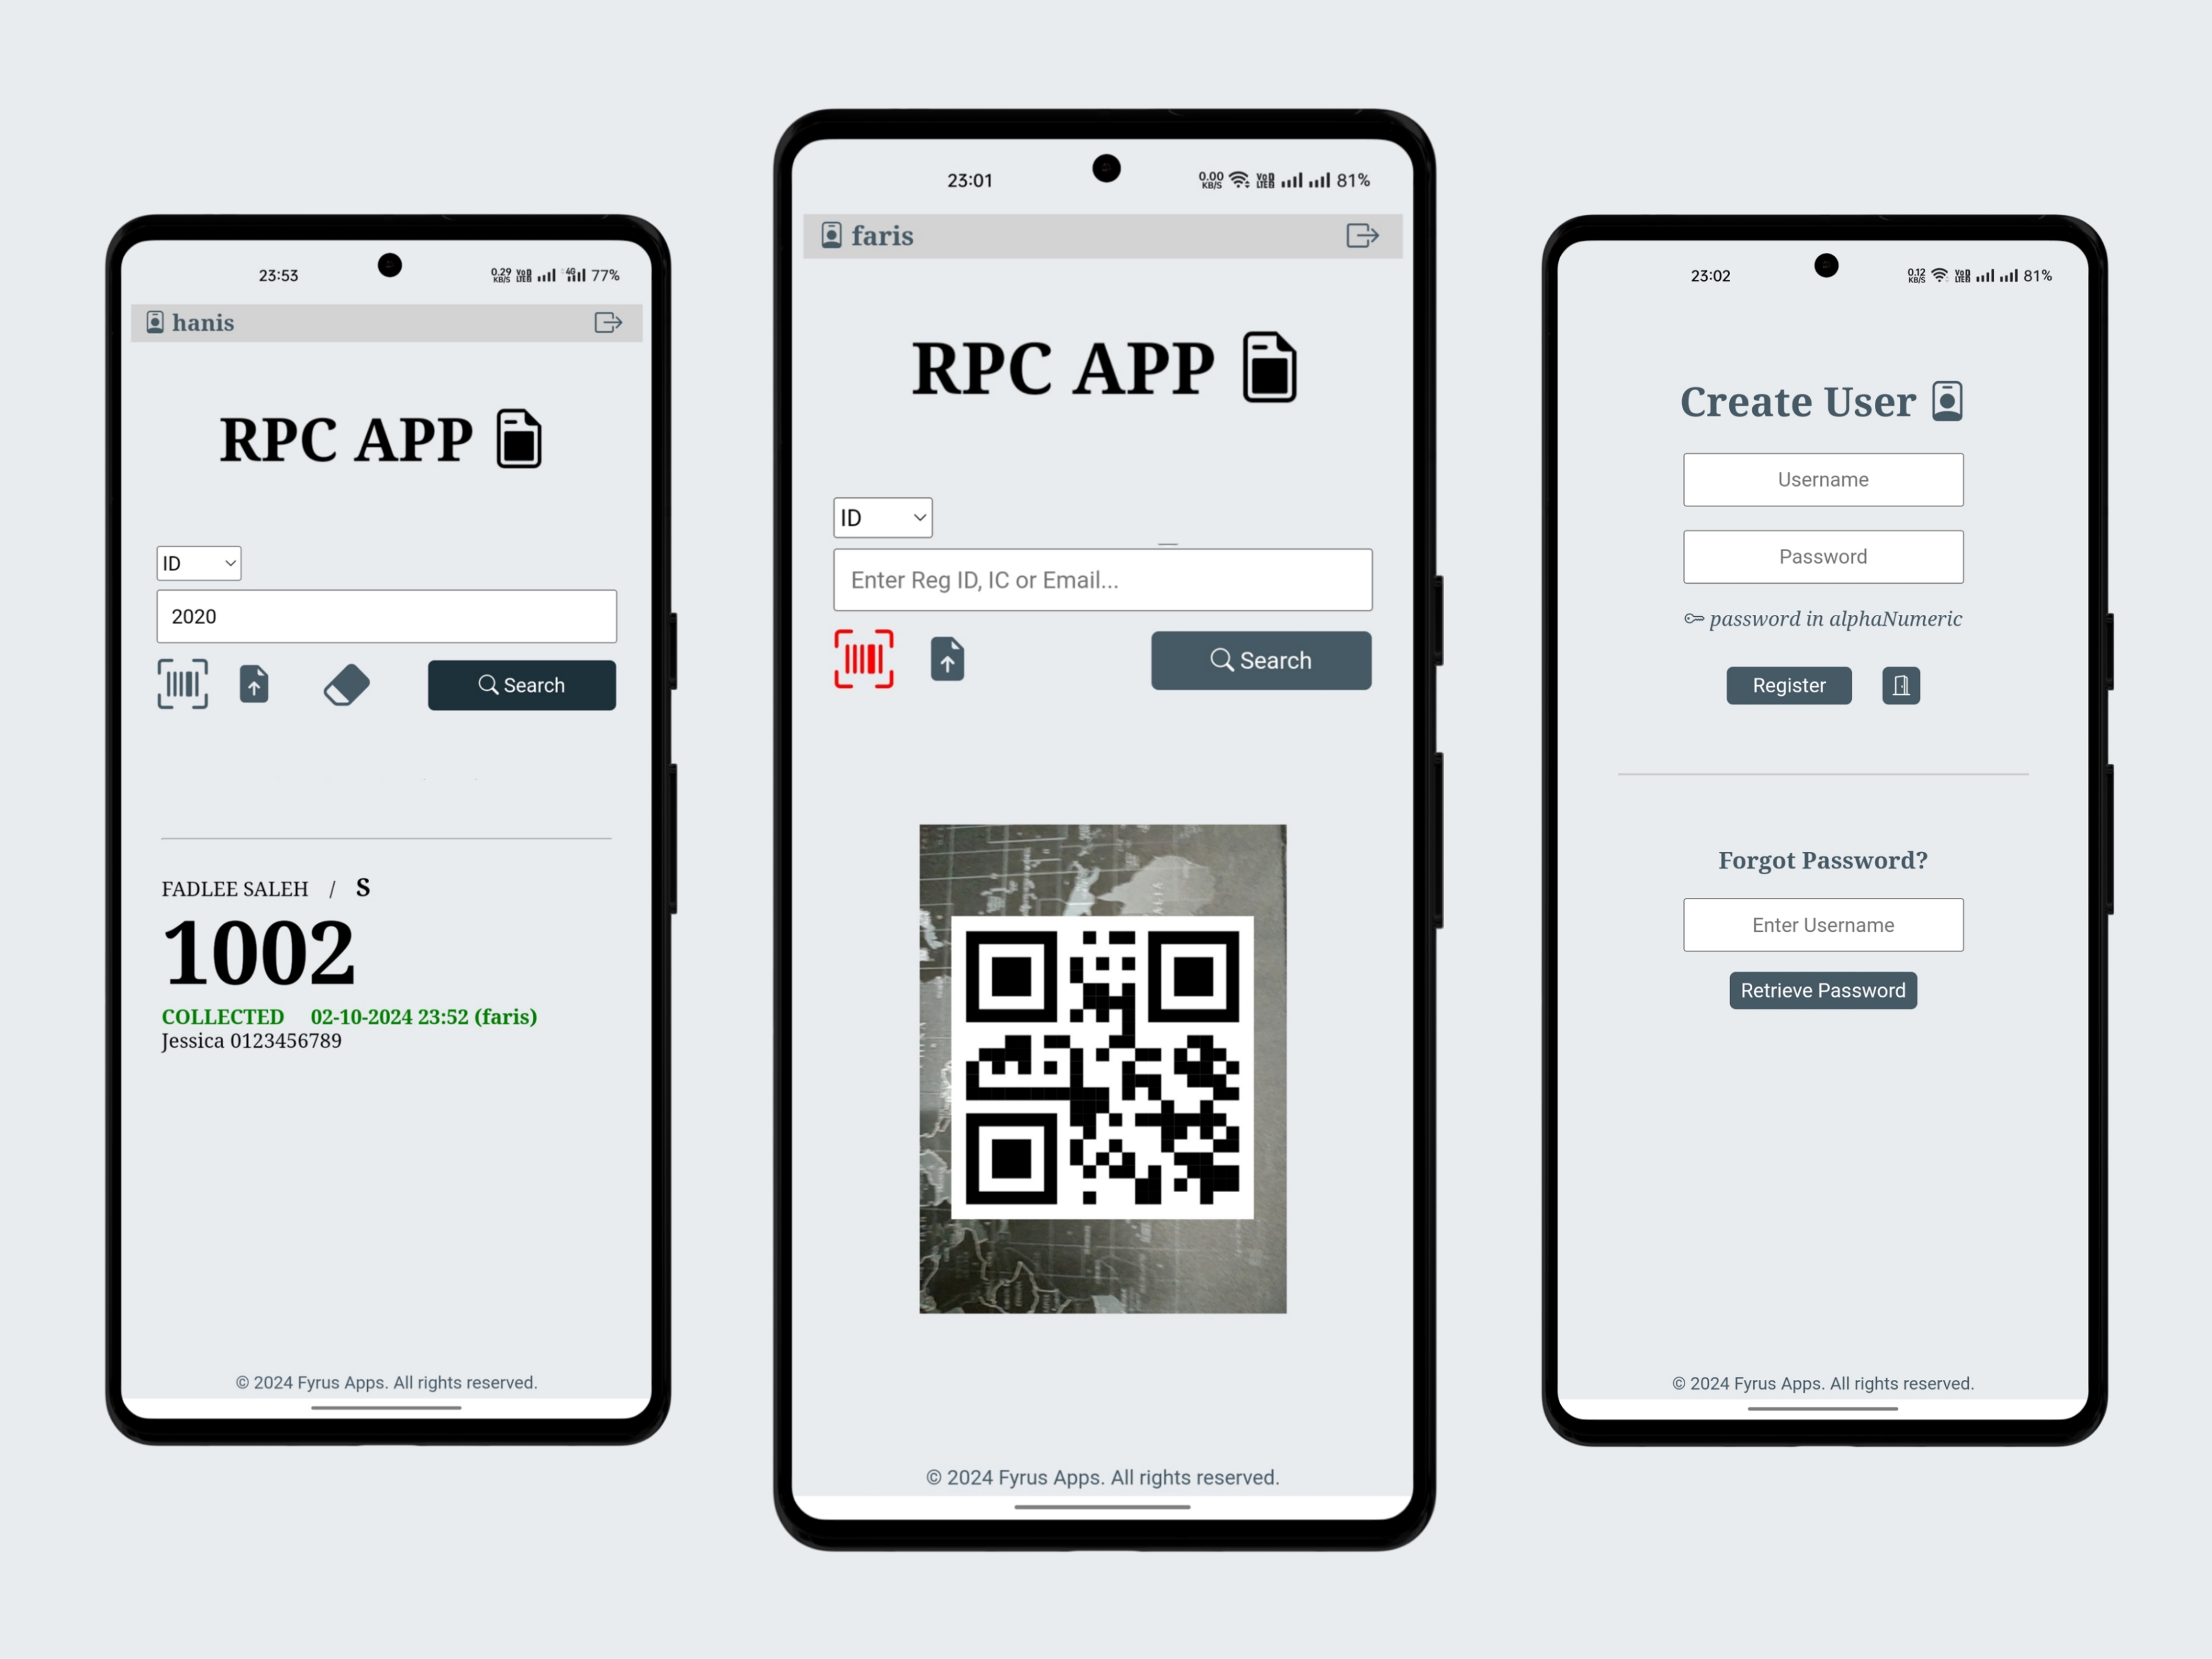 23:53
0.29 KB/S VoD LTE2 4G 77%
hanis
RPC APP
ID
2020
Search
FADLEE SALEH / S
1002
COLLECTED 02-10-2024 23:52 (faris)
Jessica 0123456789
© 2024 Fyrus Apps. All rights reserved.
23:01
0.00 KB/S 81%
faris
RPC APP
ID
Enter Reg ID, IC or Email...
Search
© 2024 Fyrus Apps. All rights reserved.
23:02
0.12 KB/S 81%
Create User
Username
Password
password in alphaNumeric
Register
Forgot Password?
Enter Username
Retrieve Password
© 2024 Fyrus Apps. All rights reserved.